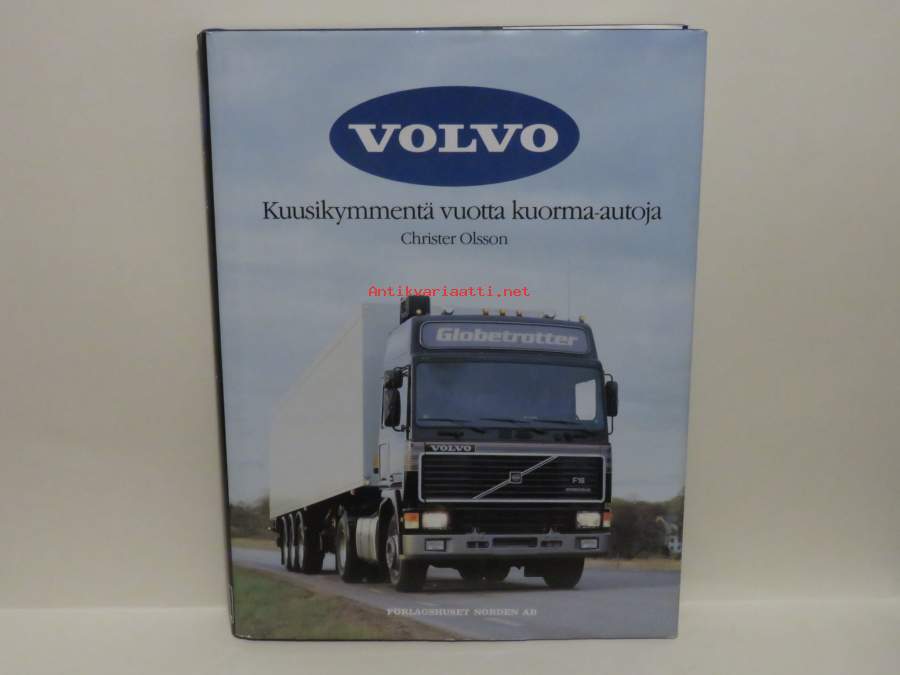 VOLVO
Kuusikymmentä vuotta kuorma-autoja
Christer Olsson
Antikvariaatti.net
Globetrotter
VOLVO
F16
FÖRLAGSHUSET NORDEN AB